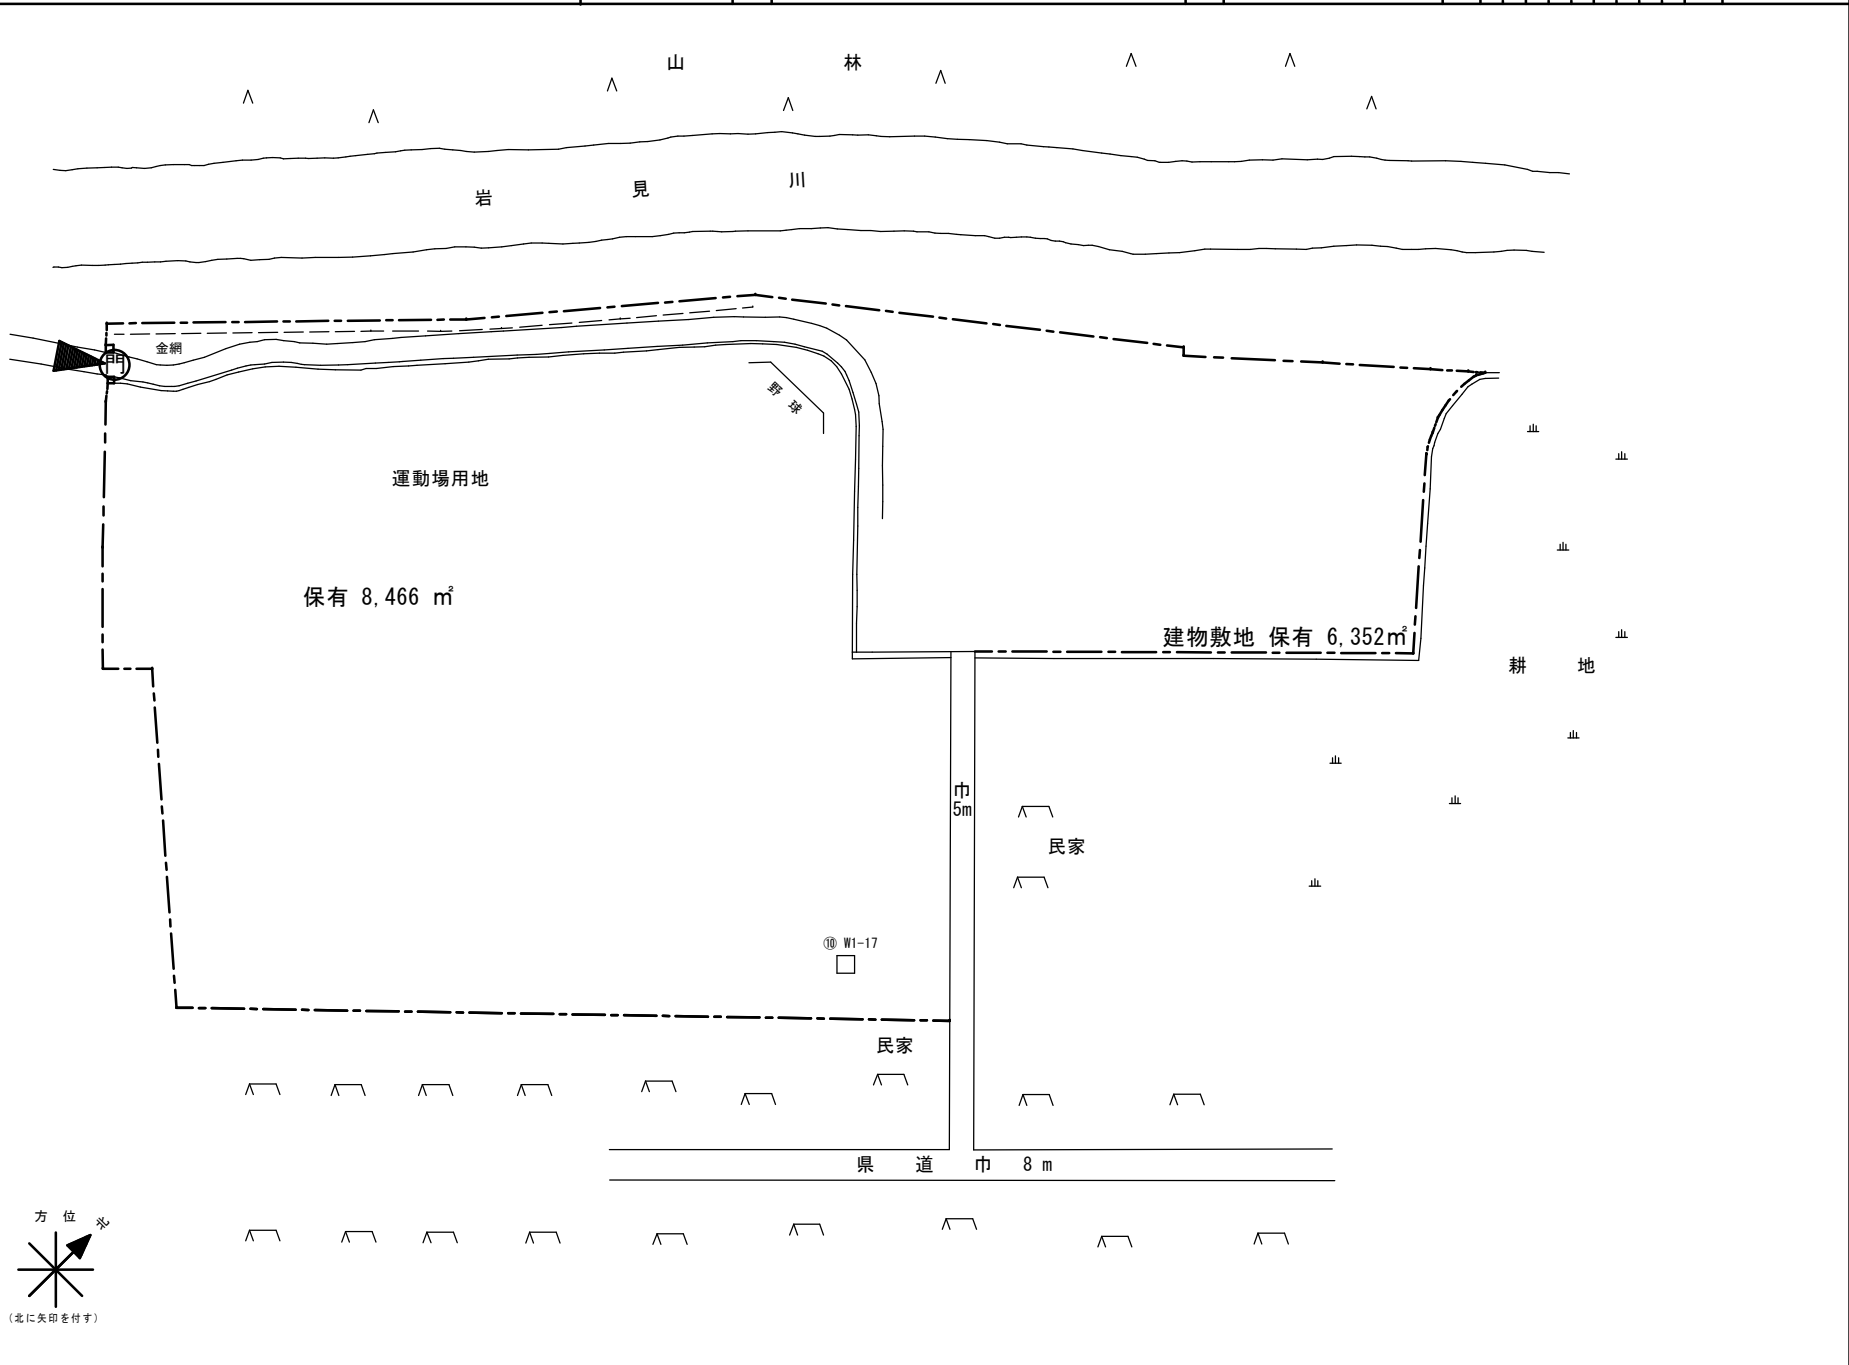 山 林
岩 見 川
金網
門
野球
運動場用地
保有 8,466 ㎡
建物敷地 保有 6,352㎡
耕 地
巾
5m
民家
⑩ W1-17
民家
県 道 巾 8 m
方 位 北
(北に矢印を付す)